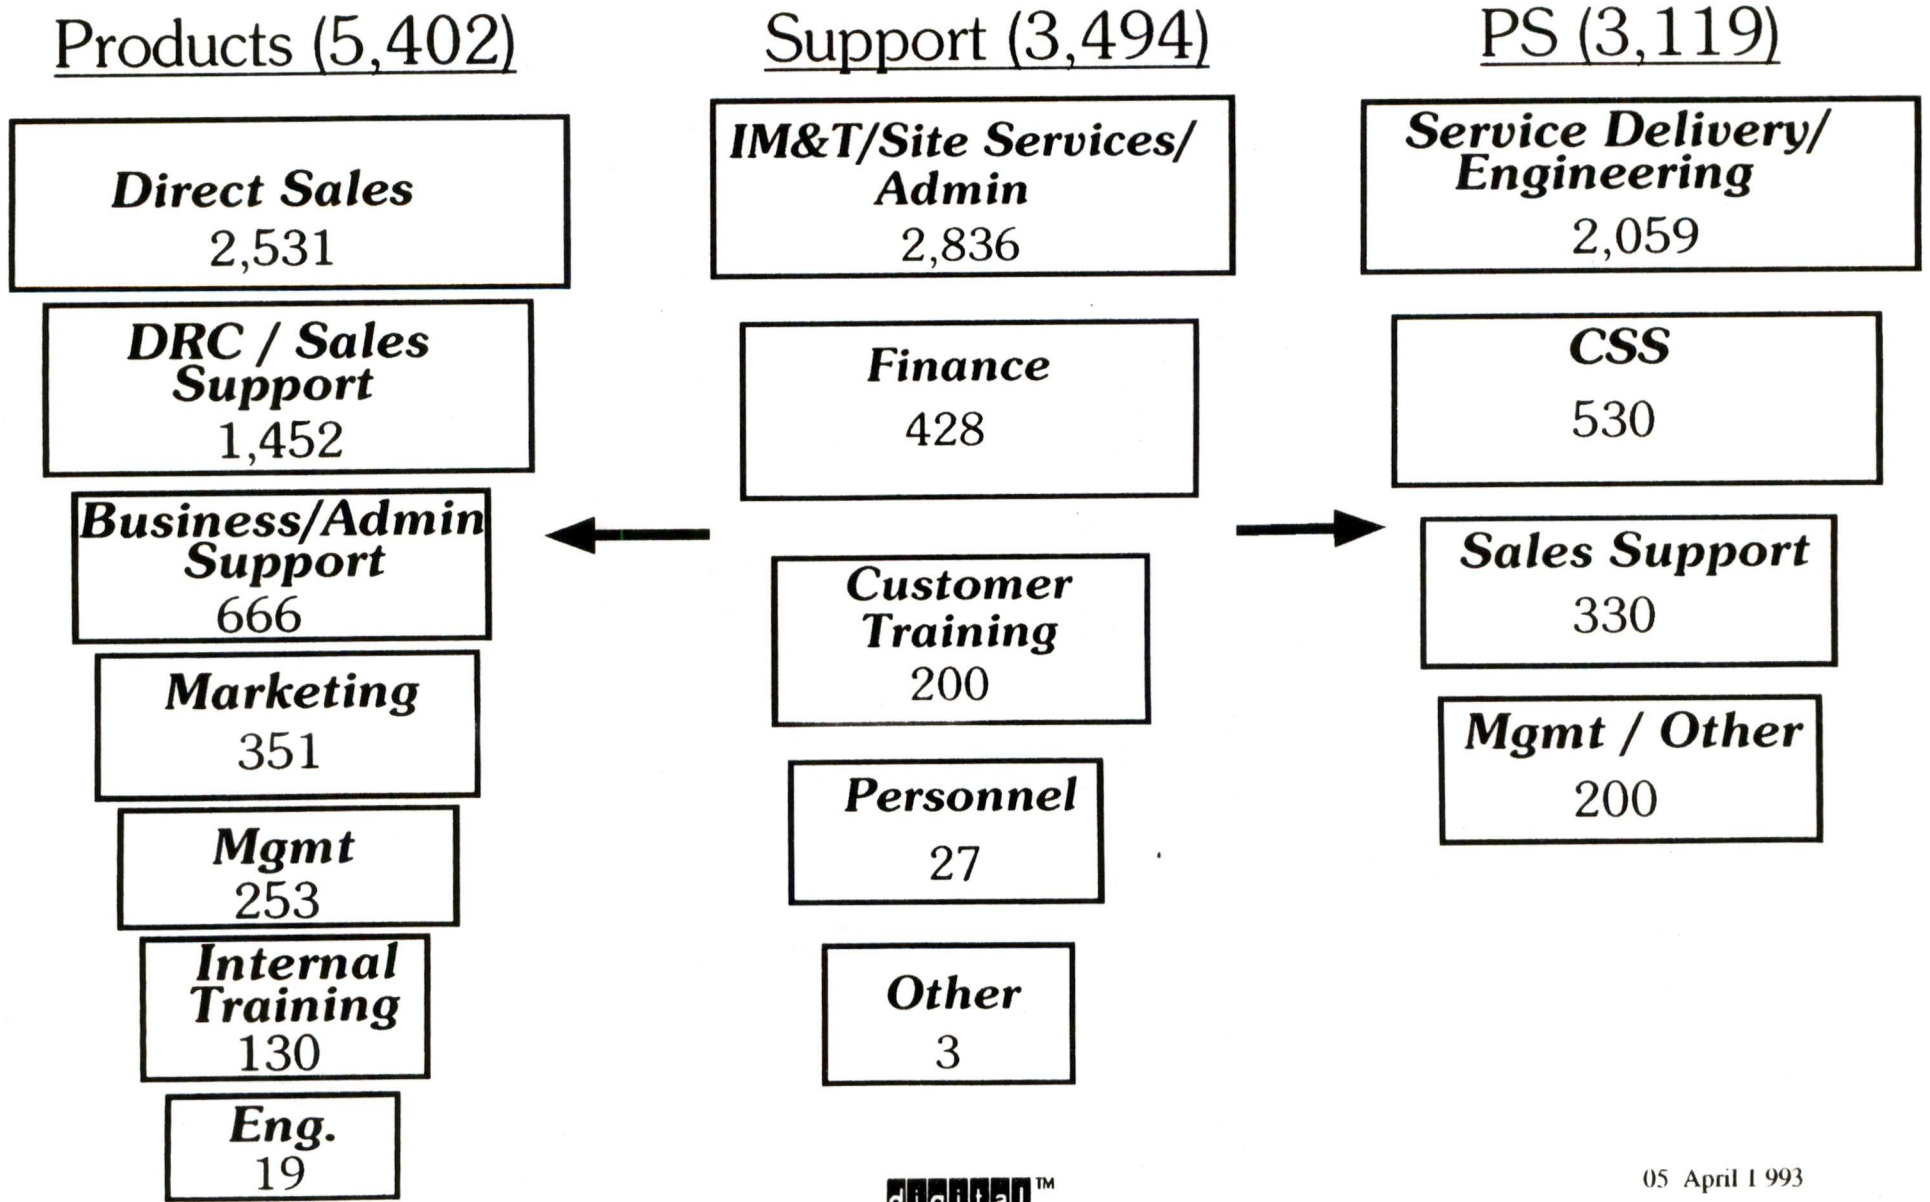 Products (5,402)
Direct Sales
2,531
DRC / Sales
Support
1,452
Business/Admin
Support
666
Marketing
351
Mgmt
253
Internal
Training
130
Eng.
19
Support (3,494)
IM&T/Site Services/
Admin
2,836
Finance
428
Customer
Training
200
Personnel
27
Other
3
PS (3,119)
Service Delivery/
Engineering
2,059
CSS
530
Sales Support
330
Mgmt / Other
200
digital™
05 April 1 993